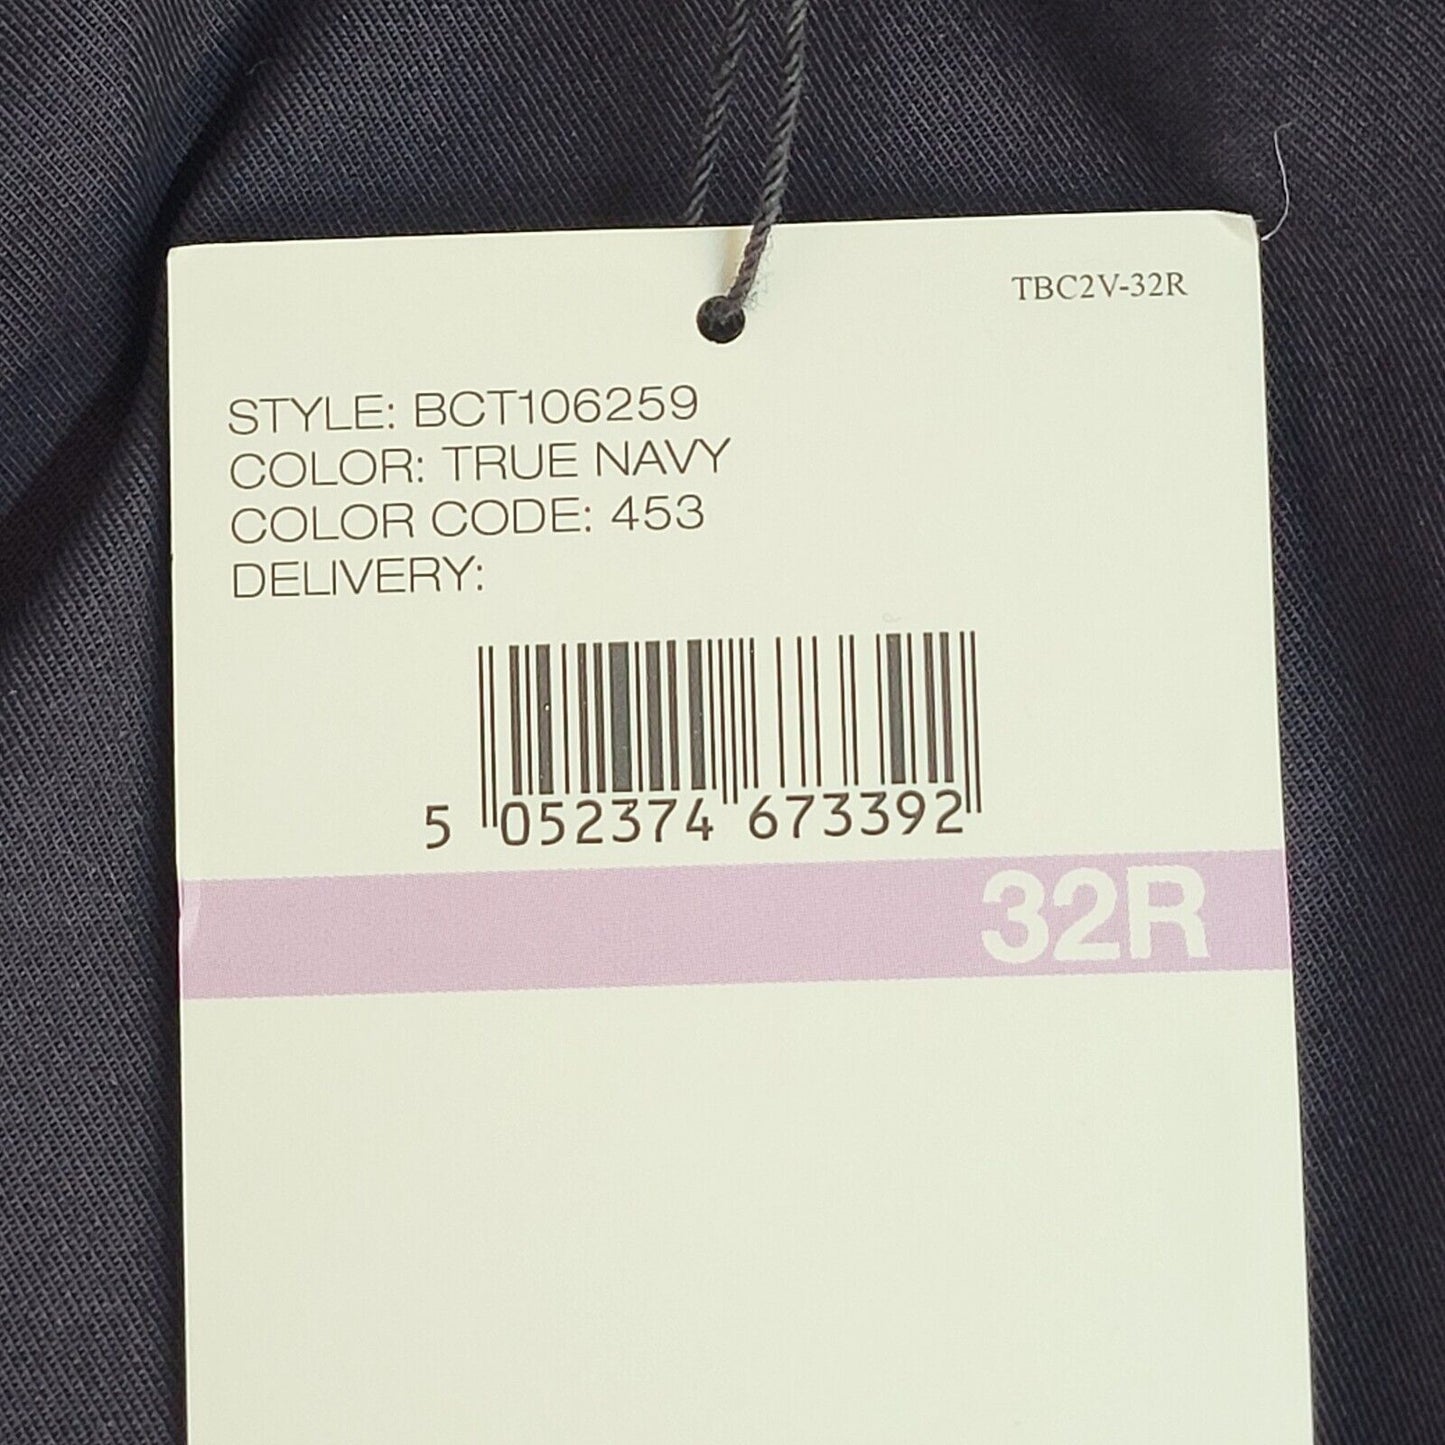 TBC2V-32R
STYLE: BCT106259
COLOR: TRUE NAVY
COLOR CODE: 453
DELIVERY:
5 052374 673392
32R